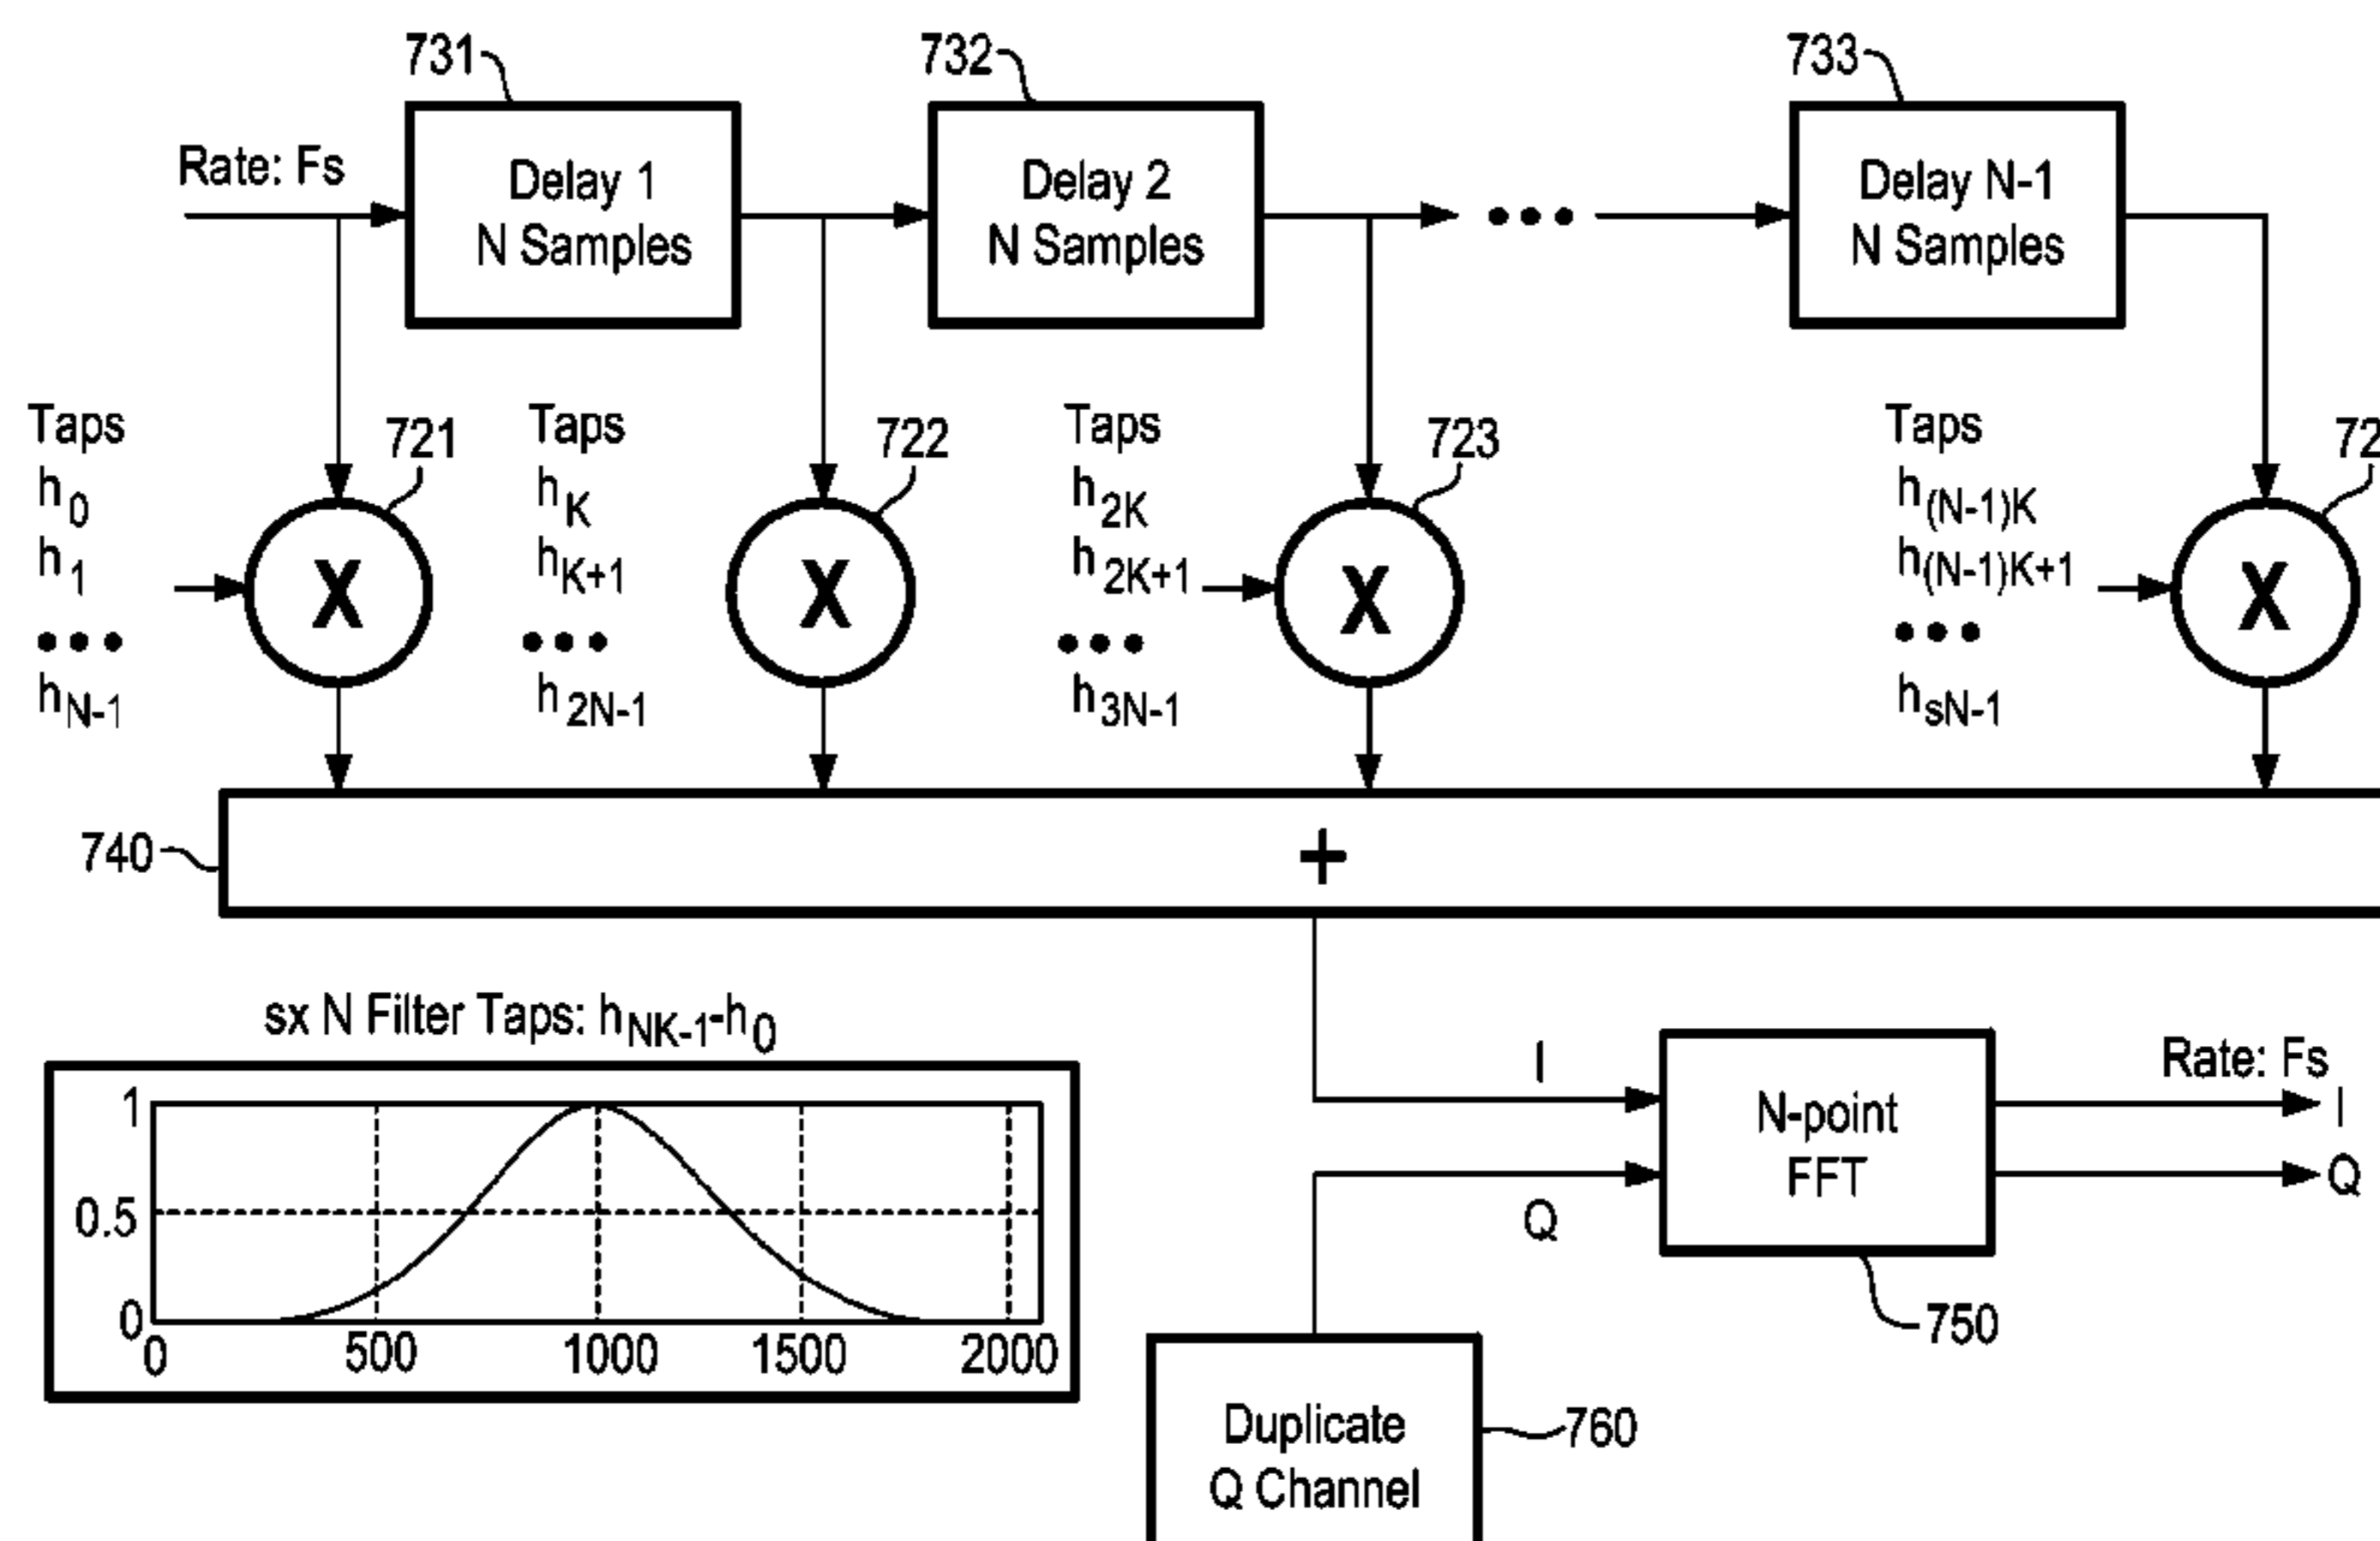 731
732
733
Rate: Fs
Delay 1
N Samples
Delay 2
N Samples
•••
Delay N-1
N Samples
Taps
h0
h1
•••
hN-1
721
X
Taps
hK
hK+1
•••
h2N-1
722
X
Taps
h2K
h2K+1
•••
h3N-1
723
X
Taps
h(N-1)K
h(N-1)K+1
•••
hsN-1
X
740
+
sx N Filter Taps: hNK-1-h0
1
0.5
0
0
500
1000
1500
2000
I
Q
N-point
FFT
750
Rate: Fs
I
Q
Duplicate
Q Channel
760